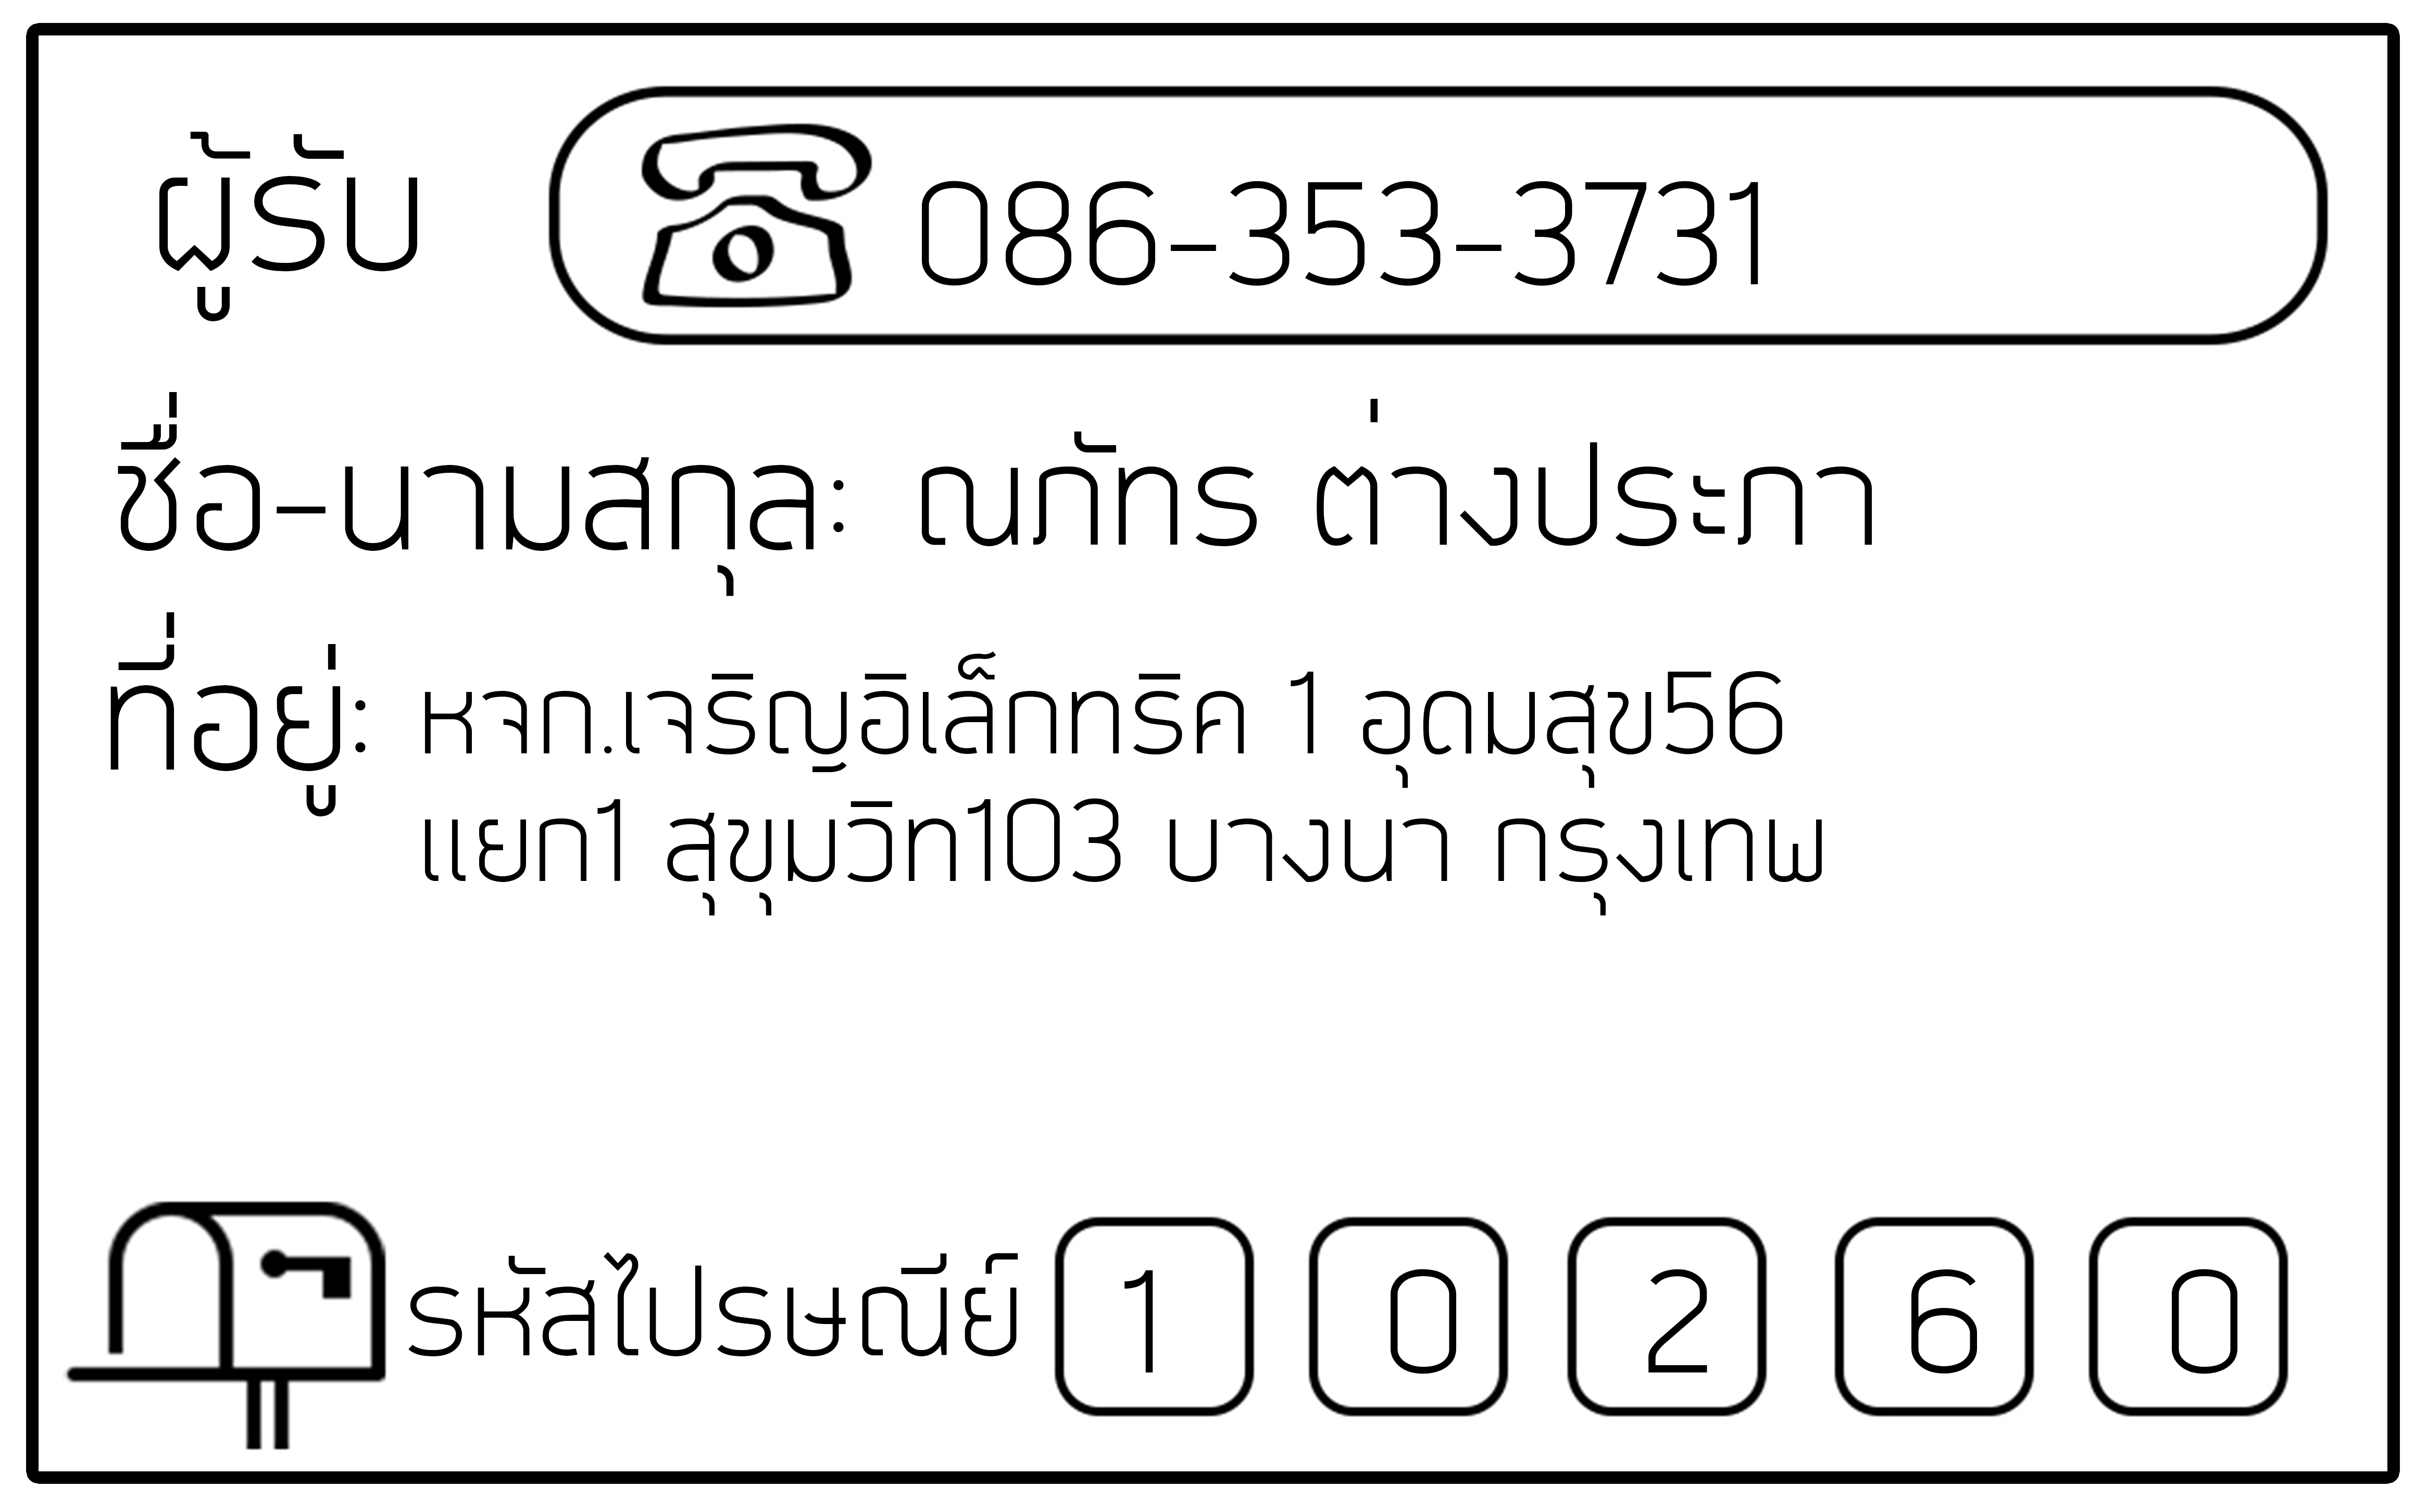 ผู้รับ 086-353-3731
ชื่อ-นามสกุล: ณภัทร ต่างประภา
ที่อยู่: หจก.เจริญอิเล็กทริค 1 อุดมสุข56
แยก1 สุขุมวิท103 บางนา กรุงเทพ
รหัสไปรษณีย์ 1 0 2 6 0